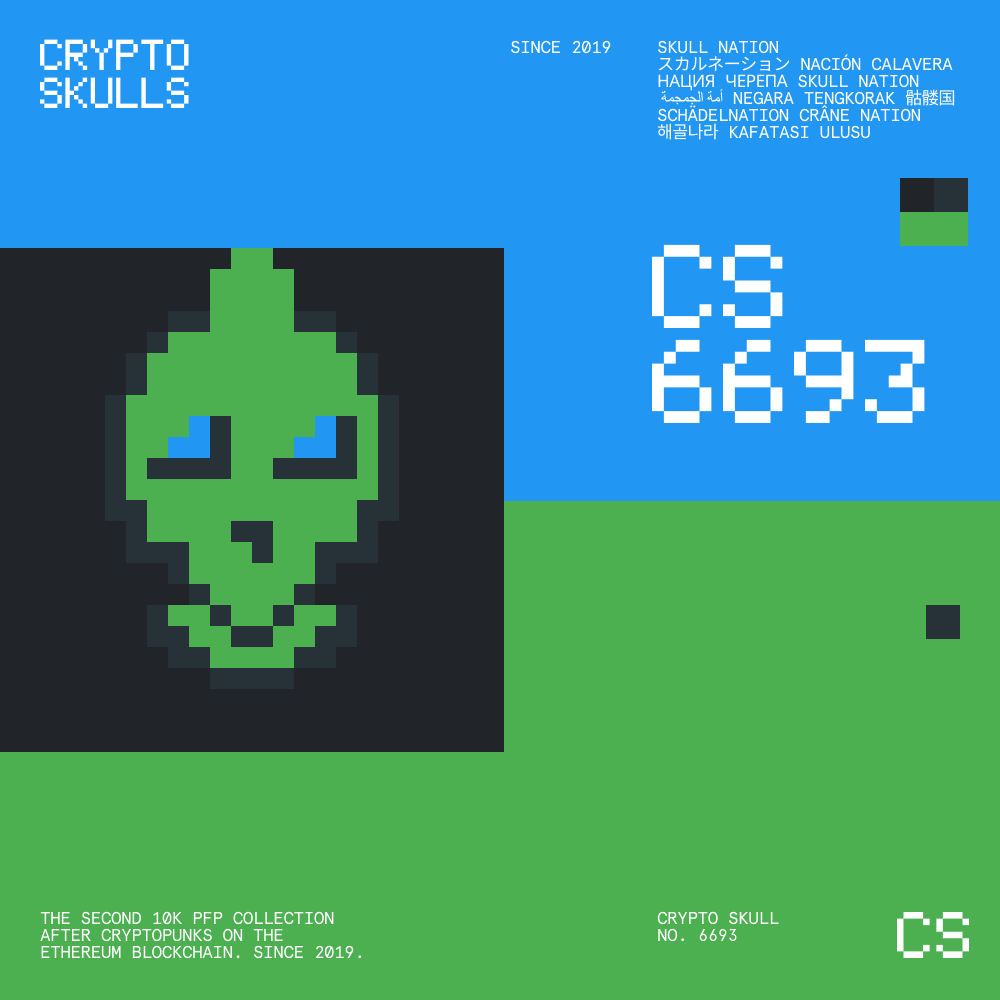 CRYPTO
SKULLS
SINCE 2019
SKULL NATION
スカルネーション NACIÓN CALAVERA
НАЦИЯ ЧЕРЕПА SKULL NATION
أمة الجمجمة NEGARA TENGKORAK 骷髅国
SCHÄDELNATION CRÂNE NATION
해골나라 KAFATASI ULUSU
CS
6693
THE SECOND 10K PFP COLLECTION
AFTER CRYPTOPUNKS ON THE
ETHEREUM BLOCKCHAIN. SINCE 2019.
CRYPTO SKULL
NO. 6693
CS